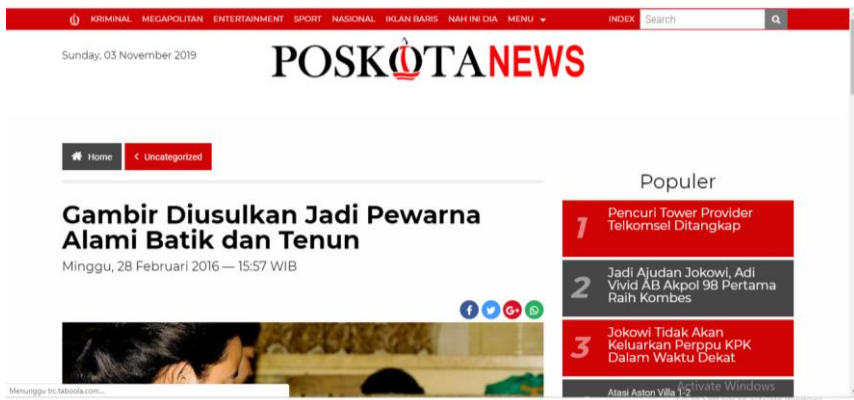 KRIMINAL MEGAPOLITAN ENTERTAINMENT SPORT NASIONAL IKLAN BARIS NAH INI DIA MENU INDEX Search
Sunday, 03 November 2019
POSKOTANEWS
Home Uncategorized
Populer
Gambir Diusulkan Jadi Pewarna
Alami Batik dan Tenun
Minggu, 28 Februari 2016 — 15:57 WIB
1 Pencuri Tower Provider
Telkomsel Ditangkap
2 Jadi Ajudan Jokowi, Adi
Vivid AB Akpol 98 Pertama
Raih Kombes
3 Jokowi Tidak Akan
Keluarkan Perppu KPK
Dalam Waktu Dekat
Atasi Aston Villa 1-2
Activate Windows
Menunggu trc.taboola.com...